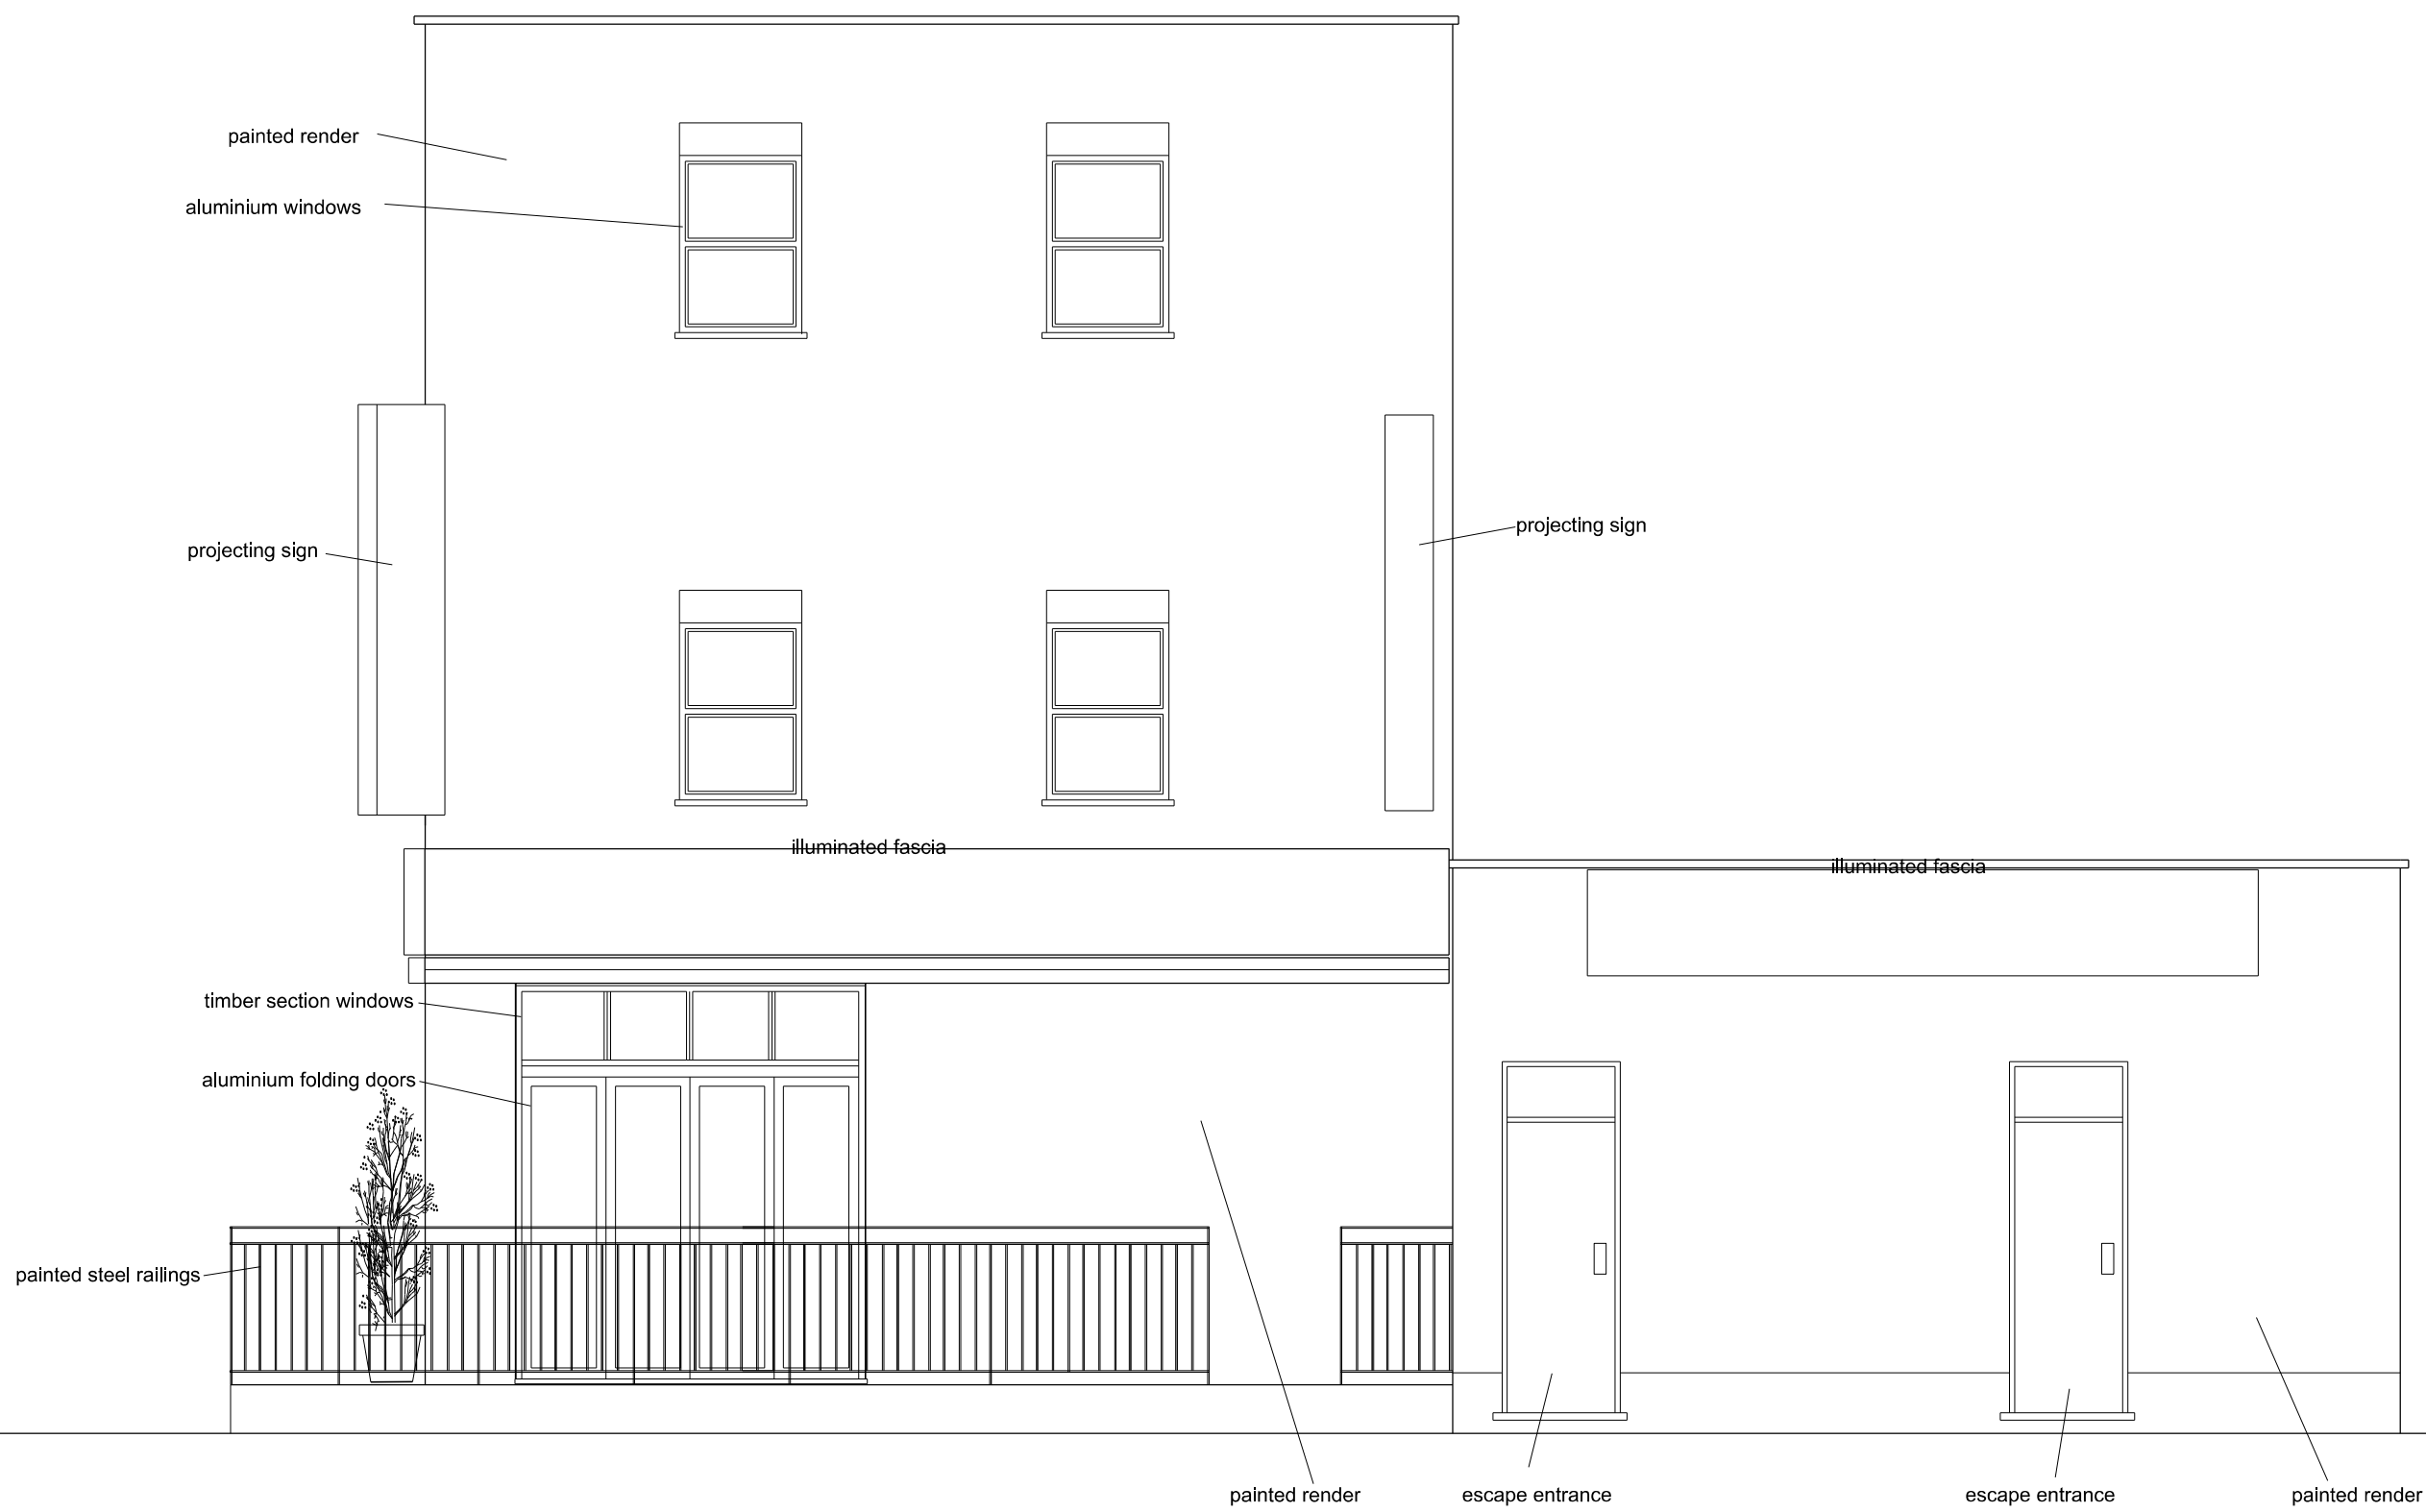 painted render
aluminium windows
projecting sign
projecting sign
illuminated fascia
illuminated fascia
timber section windows
aluminium folding doors
painted steel railings
painted render
escape entrance
escape entrance
painted render